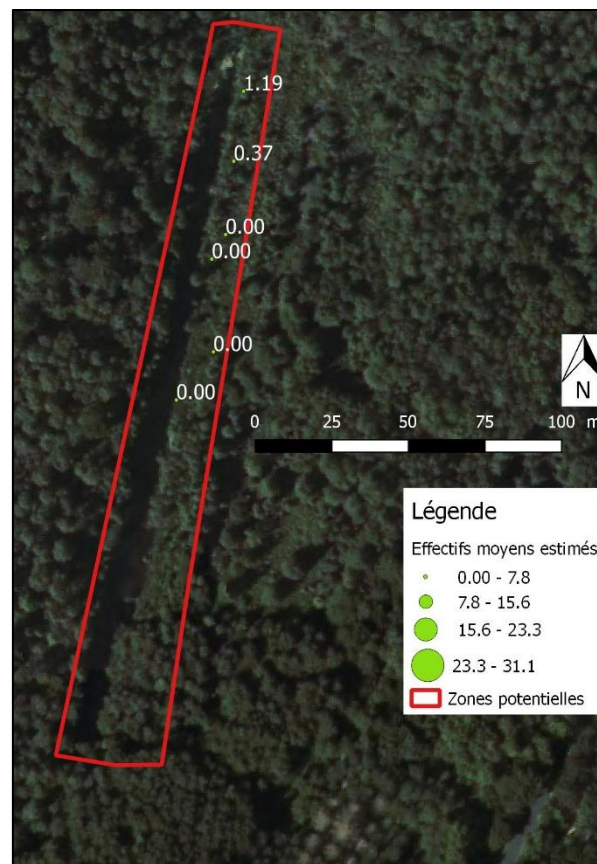 1.19
0.37
0.00
0.00
0.00
0.00
N
0 25 50 75 100 m
Légende
Effectifs moyens estimés
0.00 - 7.8
7.8 - 15.6
15.6 - 23.3
23.3 - 31.1
Zones potentielles